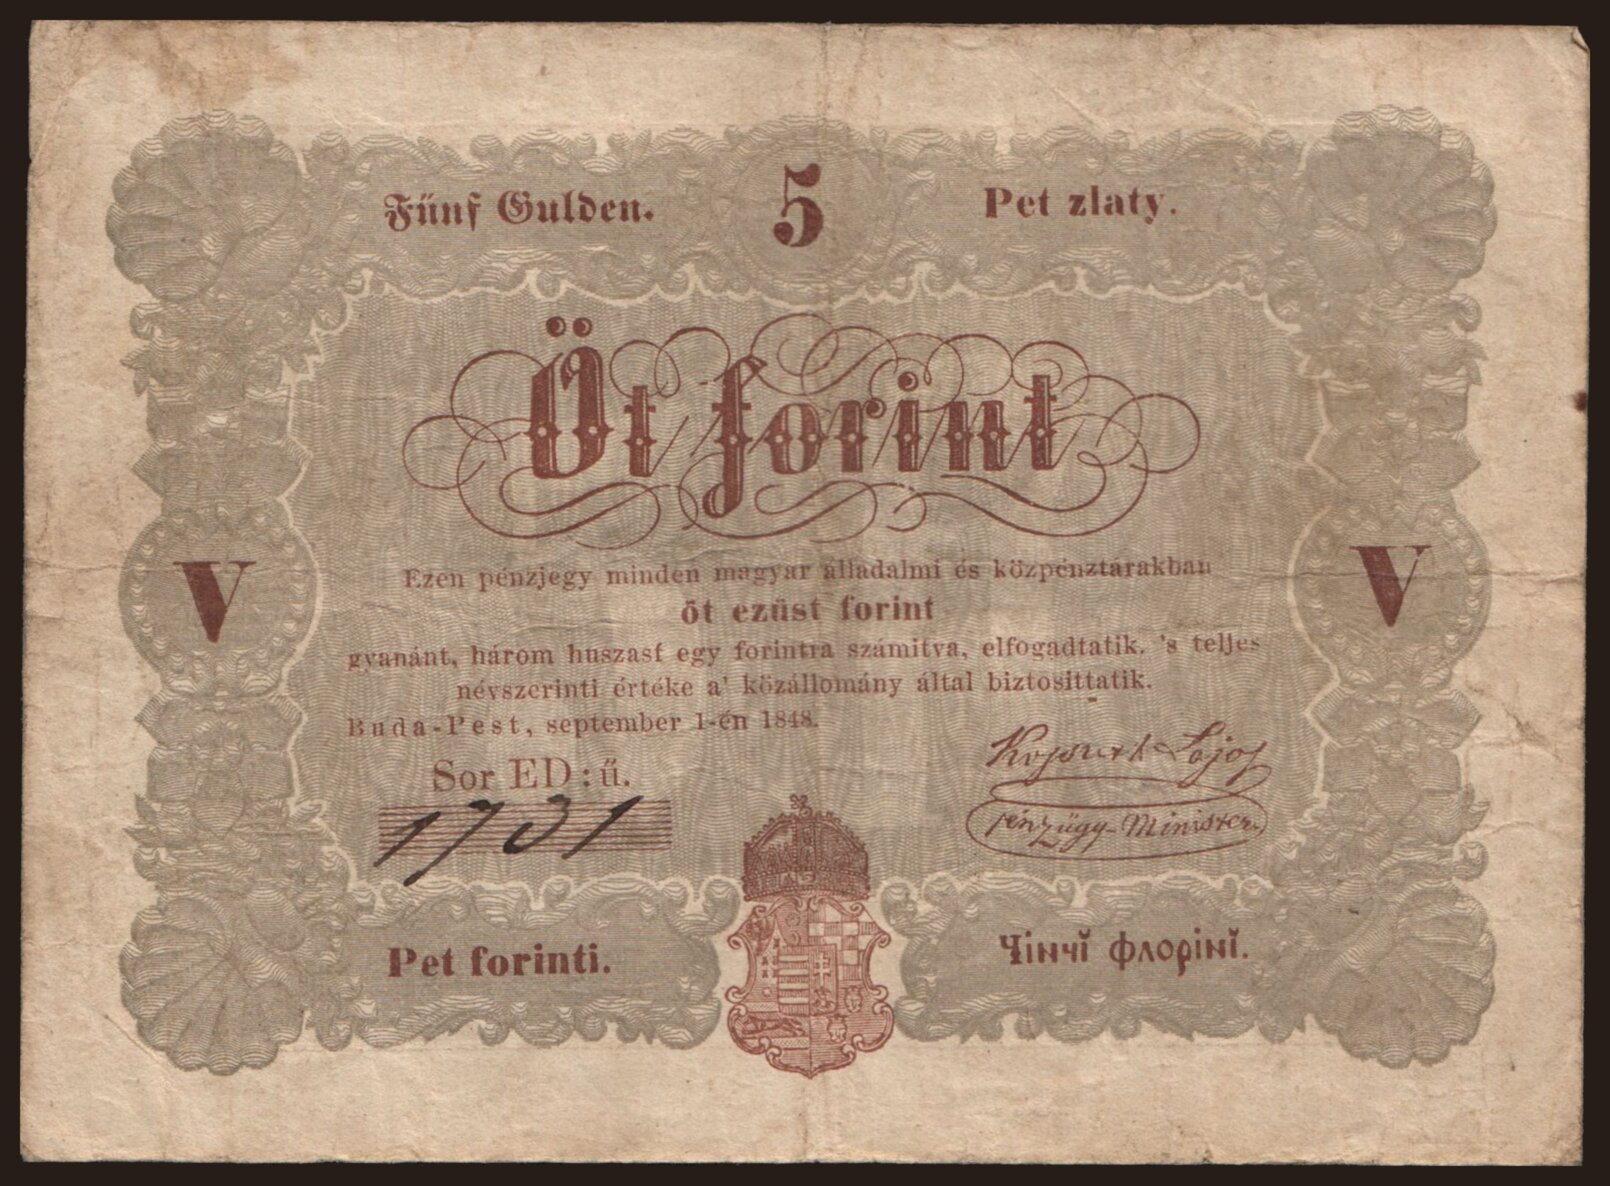 Fünf Gulden.
5
Pet zlaty.
Öt forint
Ezen pénzjegy minden magyar álladalmi és közpénztárakban
öt ezüst forint
gyanánt, három huszast egy forintra számitva, elfogadtatik, 's teljes
névszerinti értéke a' közállomány által biztosittatik.
V
V
Buda-Pest, september 1-én 1848.
Sor ED:ű.
1731
Kossuth Lajos
pénzügy-Minister.
Pet forinti.
Чінчĭ флорінĭ.